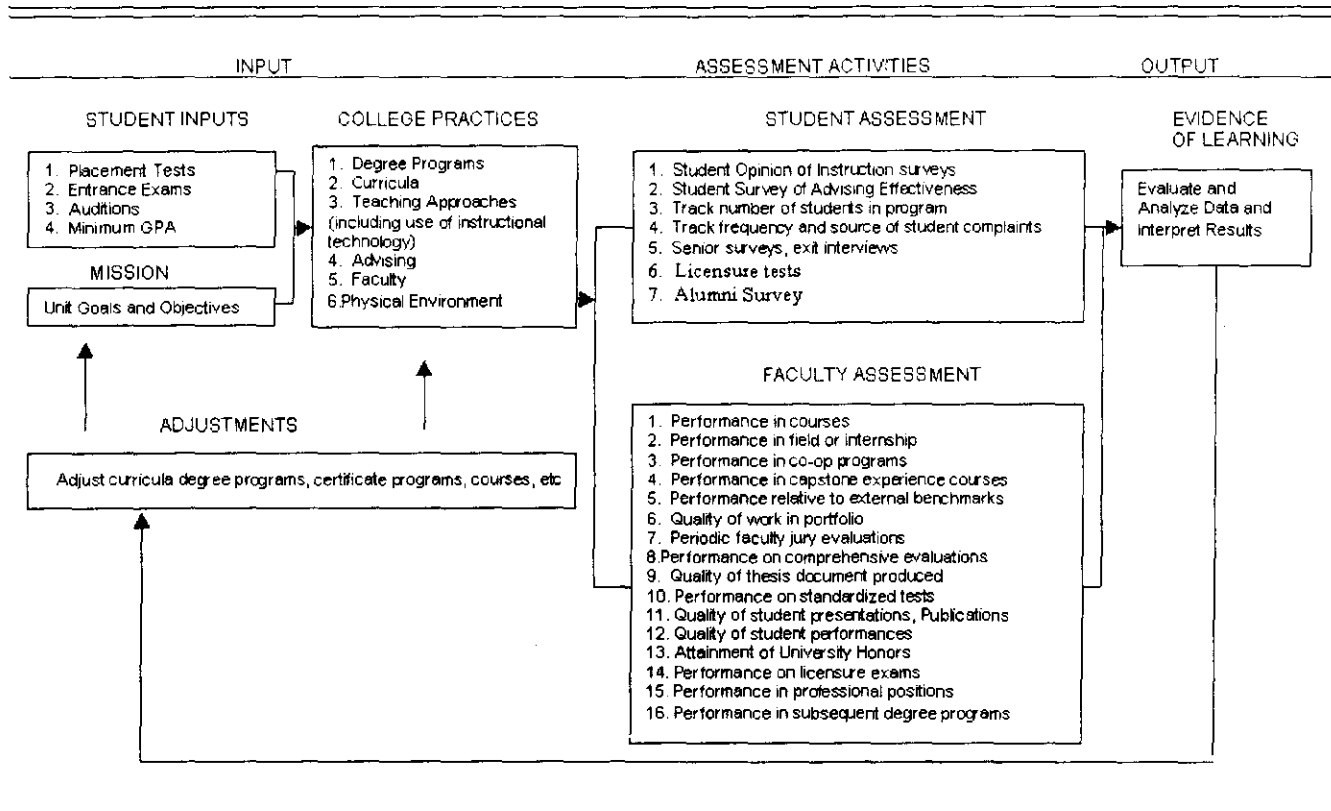 INPUT
ASSESSMENT ACTIVITIES
OUTPUT
STUDENT INPUTS
1. Placement Tests
2. Entrance Exams
3. Auditions
4. Minimum GPA
MISSION
Unit Goals and Objectives
COLLEGE PRACTICES
1. Degree Programs
2. Curricula
3. Teaching Approaches
(including use of instructional
technology)
4. Advising
5. Faculty
6.Physical Environment
ADJUSTMENTS
Adjust curricula degree programs, certificate programs, courses, etc
STUDENT ASSESSMENT
1. Student Opinion of Instruction surveys
2. Student Survey of Advising Effectiveness
3. Track number of students in program
4. Track frequency and source of student complaints
5. Senior surveys, exit interviews
6. Licensure tests
7. Alumni Survey
FACULTY ASSESSMENT
1. Performance in courses
2. Performance in field or internship
3. Performance in co-op programs
4. Performance in capstone experience courses
5. Performance relative to external benchmarks
6. Quality of work in portfolio
7. Periodic faculty jury evaluations
8.Performance on comprehensive evaluations
9. Quality of thesis document produced
10. Performance on standardized tests
11. Quality of student presentations, Publications
12. Quality of student performances
13. Attainment of University Honors
14. Performance on licensure exams
15. Performance in professional positions
16. Performance in subsequent degree programs
EVIDENCE
OF LEARNING
Evaluate and
Analyze Data and
interpret Results